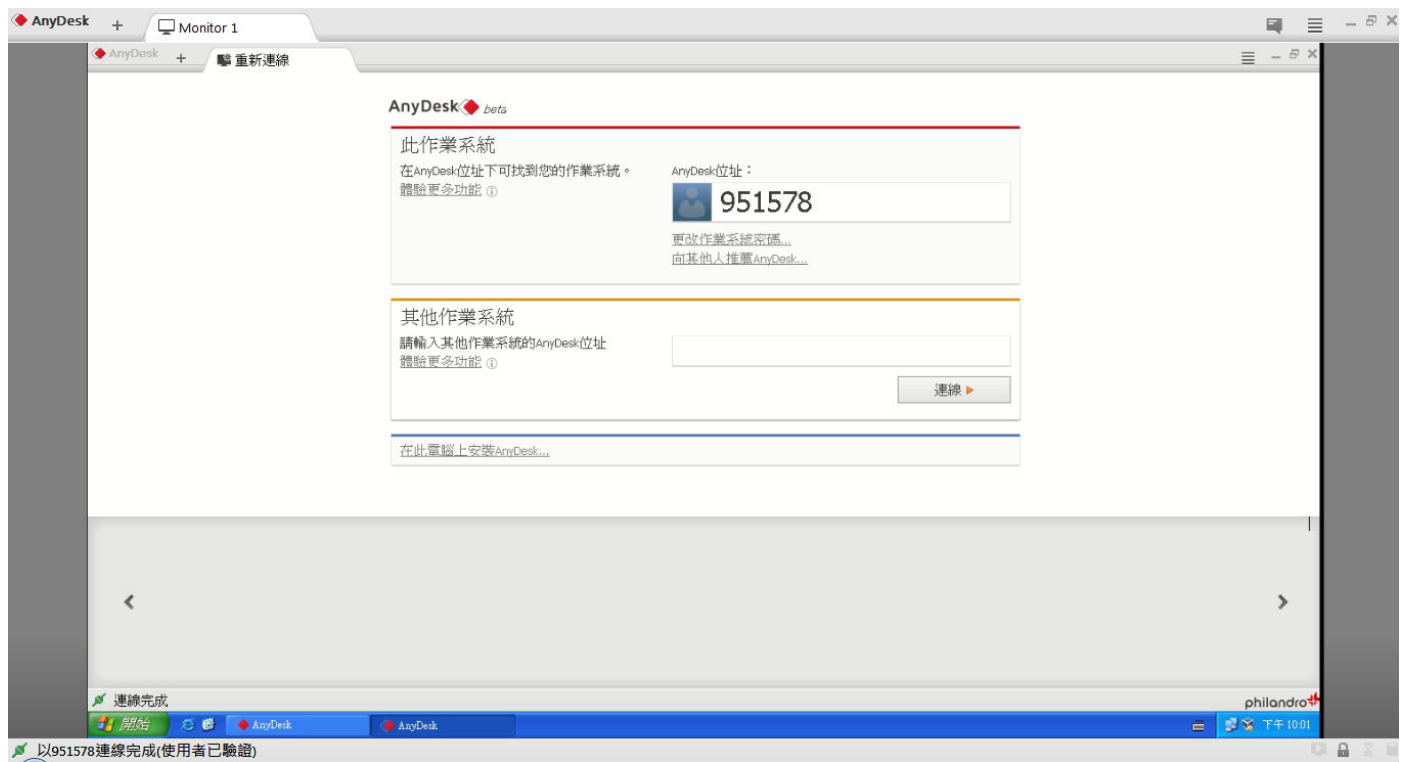 AnyDesk + Monitor 1
AnyDesk + 重新連線
AnyDesk beta
此作業系統
在AnyDesk位址下可找到您的作業系統。
體驗更多功能
AnyDesk位址：
951578
更改作業系統密碼...
向其他人推薦AnyDesk...
其他作業系統
請輸入其他作業系統的AnyDesk位址
體驗更多功能
連線
在此電腦上安裝AnyDesk...
連線完成
philandro
開始 AnyDesk AnyDesk 下午 10:01
以951578連線完成(使用者已驗證)